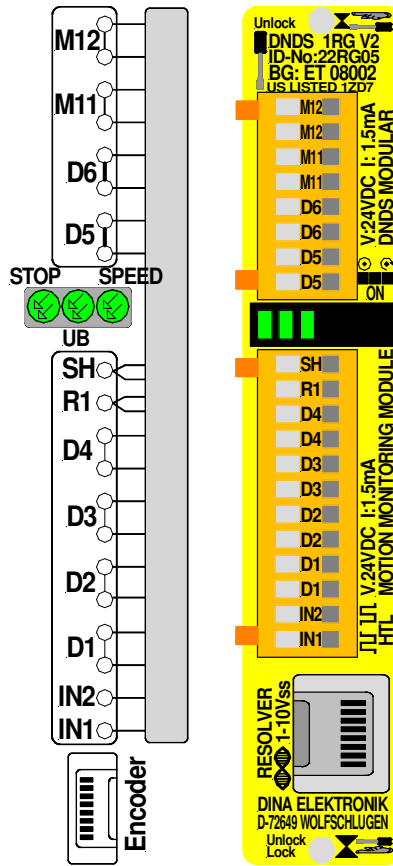 M12
M11
D6
D5
STOP
SPEED
UB
SH
R1
D4
D3
D2
D1
IN2
IN1
Encoder
Unlock
DNDS 1RG V2
ID-No:22RG05
BG: ET 08002
US LISTED 1ZD7
M12
M12
M11
M11
D6
D6
D5
D5
V:24VDC I: 1.5mA
DNDS MODULAR
ON
SH
R1
D4
D4
D3
D3
D2
D2
D1
D1
IN2
IN1
HTL V:24VDC I:1.5mA
MOTION MONITORING MODULE
RESOLVER
1-10Vss
DINA ELEKTRONIK
D-72649 WOLFSCHLUGEN
Unlock
Lock